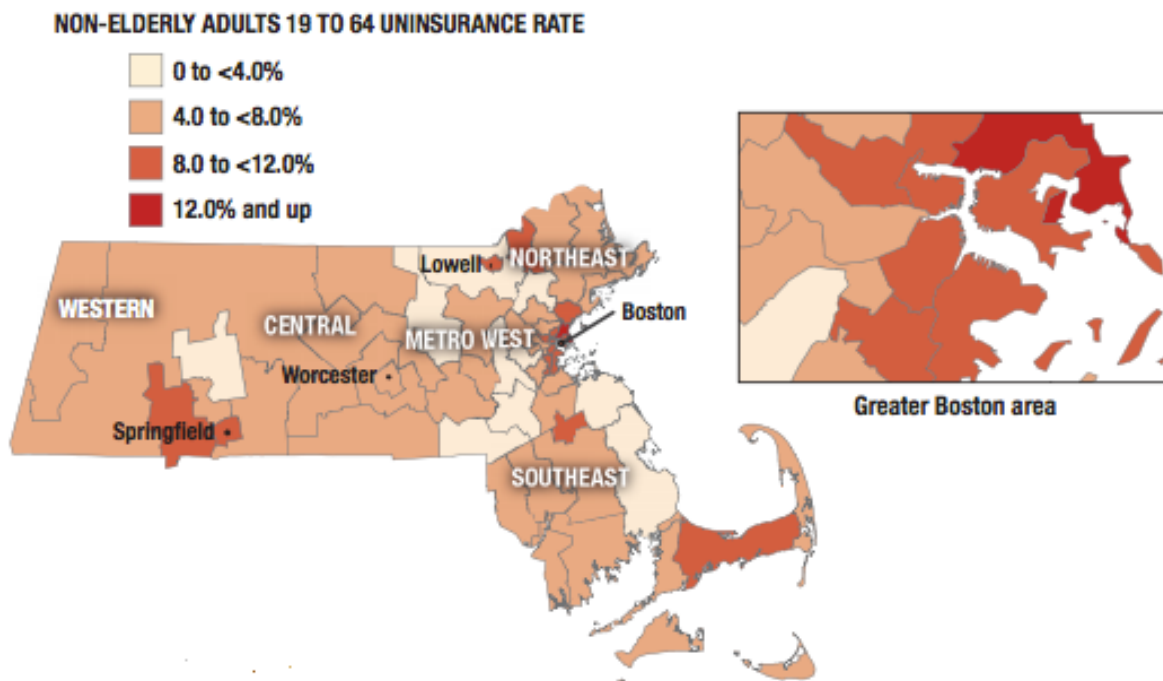 NON-ELDERLY ADULTS 19 TO 64 UNINSURANCE RATE
0 to <4.0%
4.0 to <8.0%
8.0 to <12.0%
12.0% and up
Lowell
NORTHEAST
WESTERN
CENTRAL
METRO WEST
Boston
Worcester
Springfield
SOUTHEAST
Greater Boston area